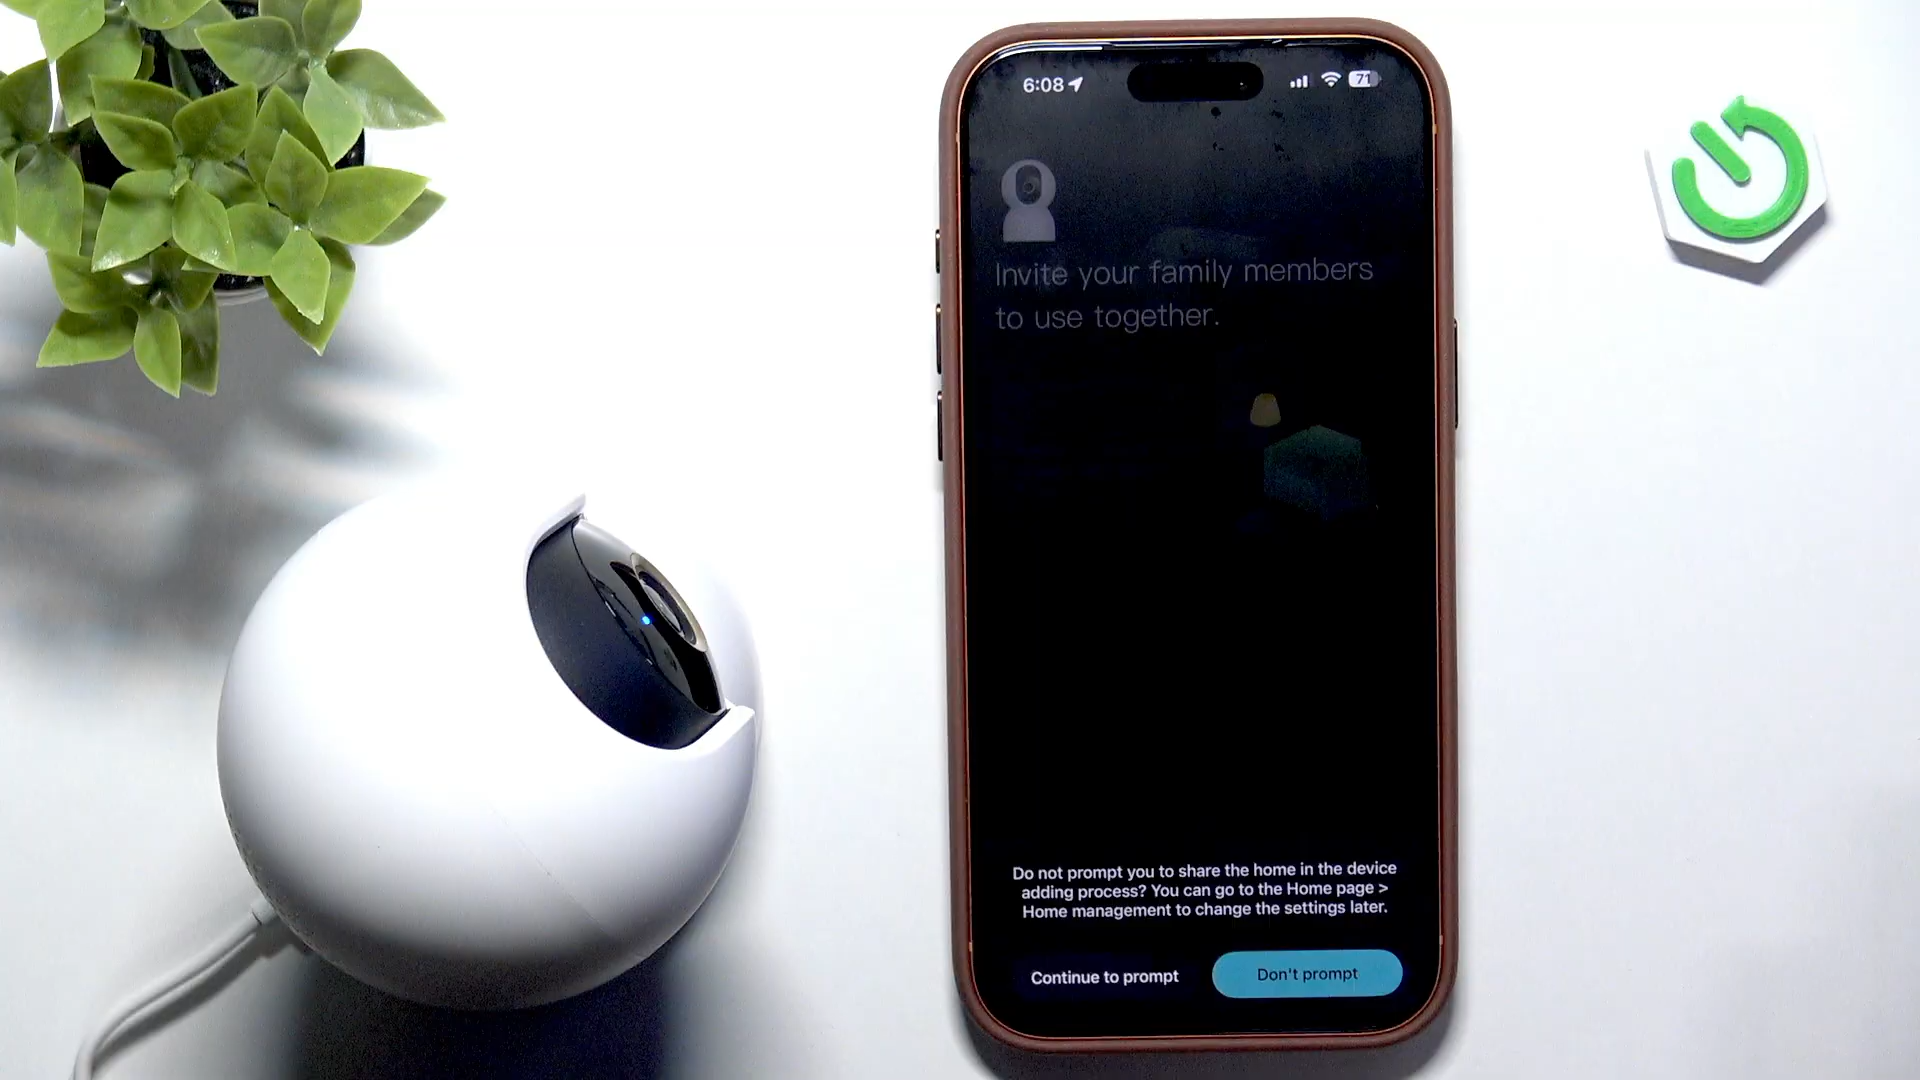 6:08
71
Invite your family members
to use together.
Do not prompt you to share the home in the device
adding process? You can go to the Home page >
Home management to change the settings later.
Continue to prompt
Don't prompt